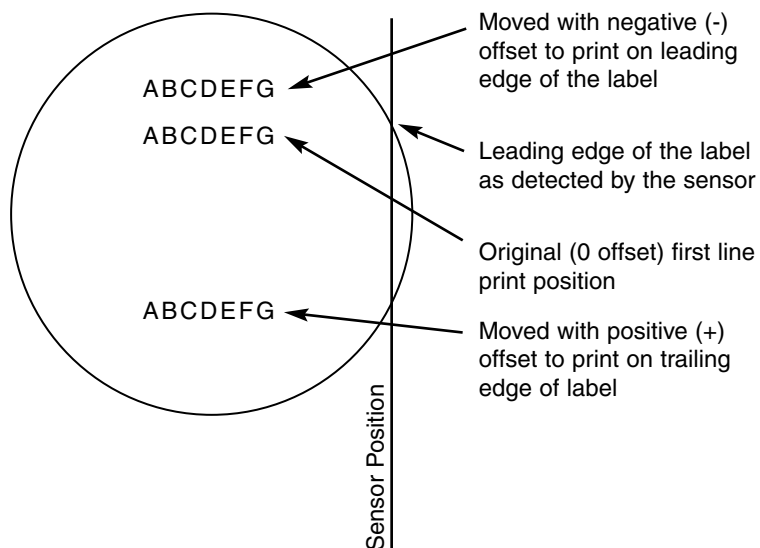 Moved with negative (-)
offset to print on leading
edge of the label
ABCDEFG
ABCDEFG
Leading edge of the label
as detected by the sensor
Original (0 offset) first line
print position
ABCDEFG
Moved with positive (+)
offset to print on trailing
edge of label
Sensor Position